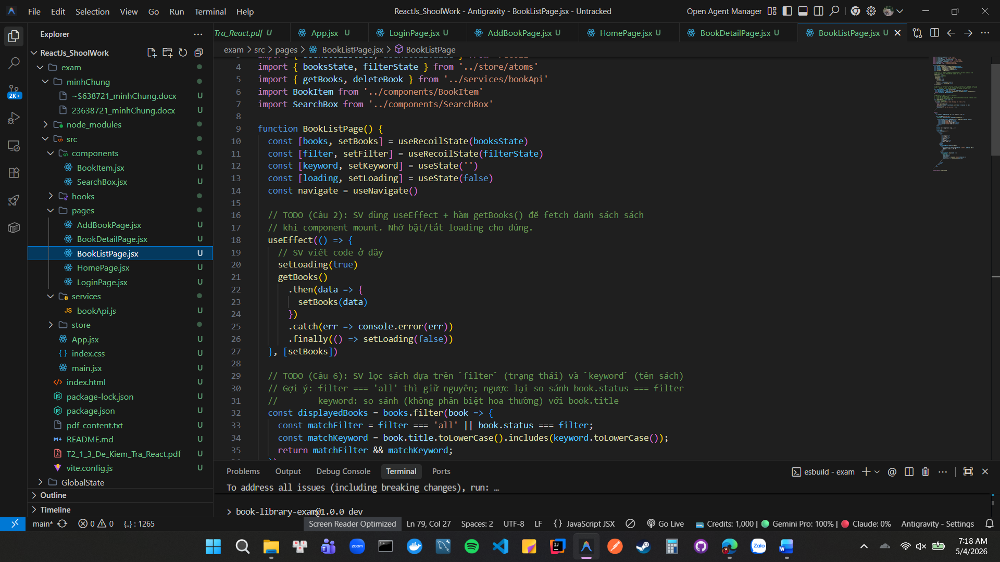 File Edit Selection View Go Run Terminal Help
ReactJs_ShoolWork - Antigravity - BookListPage.jsx - Untracked
Open Agent Manager
Explorer
Tra_React.pdf U
App.jsx U
LoginPage.jsx U
AddBookPage.jsx U
HomePage.jsx U
BookDetailPage.jsx U
BookListPage.jsx U
ReactJs_ShoolWork
exam
minhChung
~$638721_minhChung.docx U
23638721_minhChung.docx U
node_modules
src
components
BookItem.jsx U
SearchBox.jsx U
hooks
pages
AddBookPage.jsx U
BookDetailPage.jsx U
BookListPage.jsx U
HomePage.jsx U
LoginPage.jsx U
services
JS bookApi.js U
store
App.jsx U
{} index.css U
main.jsx U
index.html U
package-lock.json U
package.json U
pdf_content.txt U
README.md U
T2_1_3_De_Kiem_Tra_React.pdf U
vite.config.js U
GlobalState
Outline
Timeline
2K+
exam > src > pages > BookListPage.jsx > BookListPage
4 import { booksState, filterState } from '../store/atoms'
5 import { getBooks, deleteBook } from '../services/bookApi'
6 import BookItem from '../components/BookItem'
7 import SearchBox from '../components/SearchBox'
8
9 function BookListPage() {
10 const [books, setBooks] = useRecoilState(booksState)
11 const [filter, setFilter] = useRecoilState(filterState)
12 const [keyword, setKeyword] = useState('')
13 const [loading, setLoading] = useState(false)
14 const navigate = useNavigate()
15
16 // TODO (Câu 2): SV dùng useEffect + hàm getBooks() để fetch danh sách sách
17 // khi component mount. Nhớ bật/tắt loading cho đúng.
18 useEffect(() => {
19 // SV viết code ở đây
20 setLoading(true)
21 getBooks()
22 .then(data => {
23 setBooks(data)
24 })
25 .catch(err => console.error(err))
26 .finally(() => setLoading(false))
27 }, [setBooks])
28
29 // TODO (Câu 6): SV lọc sách dựa trên `filter` (trạng thái) và `keyword` (tên sách)
30 // Gợi ý: filter === 'all' thì giữ nguyên; ngược lại so sánh book.status === filter
31 // keyword: so sánh (không phân biệt hoa thường) với book.title
32 const displayedBooks = books.filter(book => {
33 const matchFilter = filter === 'all' || book.status === filter;
34 const matchKeyword = book.title.toLowerCase().includes(keyword.toLowerCase());
35 return matchFilter && matchKeyword;
Problems Output Debug Console Terminal Ports
esbuild - exam
To address all issues (including breaking changes), run: …
> book-library-exam@1.0.0 dev
main* 0 0 {..} : 1265
Screen Reader Optimized Ln 79, Col 27 Spaces: 2 UTF-8 LF {} JavaScript JSX Go Live Credits: 1,000 | Gemini Pro: 100% | Claude: 0% Antigravity - Settings
zoom
Zalo
7:18 AM
5/4/2026